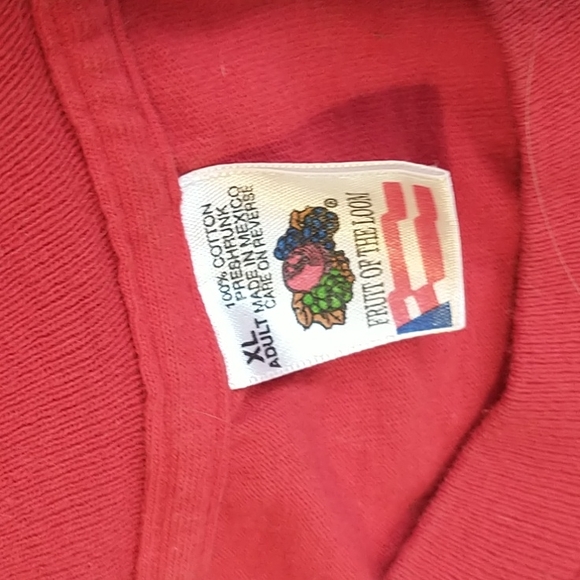 FRUIT OF THE LOOM
®
XL
ADULT
100% COTTON
PRESHRUNK
MADE IN MEXICO
CARE ON REVERSE